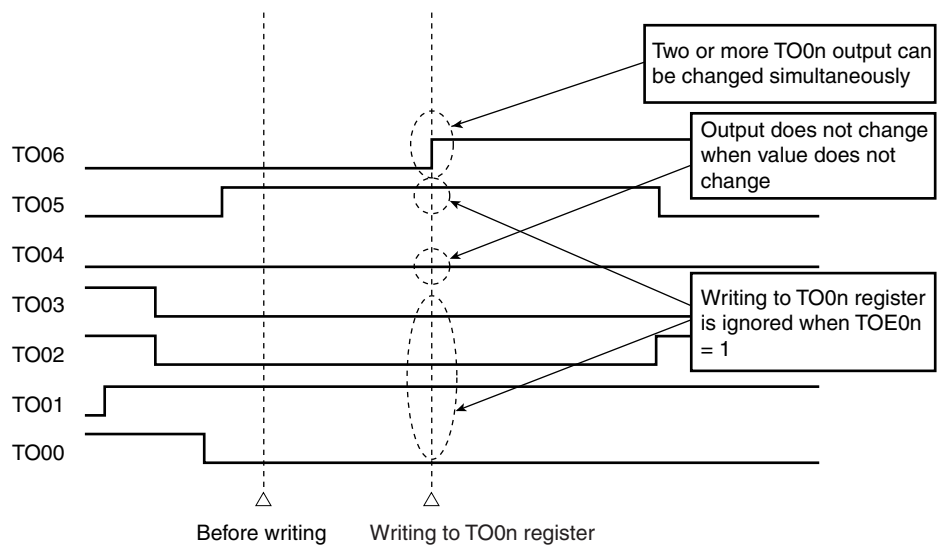 Two or more TO0n output can
be changed simultaneously
Output does not change
when value does not
change
TO06
TO05
TO04
TO03
Writing to TO0n register
is ignored when TOE0n
= 1
TO02
TO01
TO00
Before writing
Writing to TO0n register